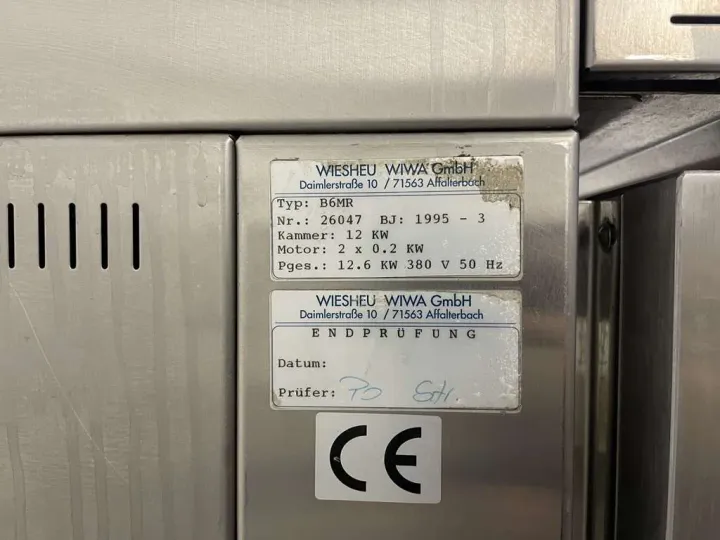 WIESHEU WIWA GmbH
Daimlerstraße 10 / 71563 Affalterbach
Typ: B6MR
Nr.: 26047 BJ: 1995 - 3
Kammer: 12 KW
Motor: 2 x 0.2 KW
Pges.: 12.6 KW 380 V 50 Hz
WIESHEU WIWA GmbH
Daimlerstraße 10 / 71563 Affalterbach
ENDPRÜFUNG
Datum:
Prüfer:
CE